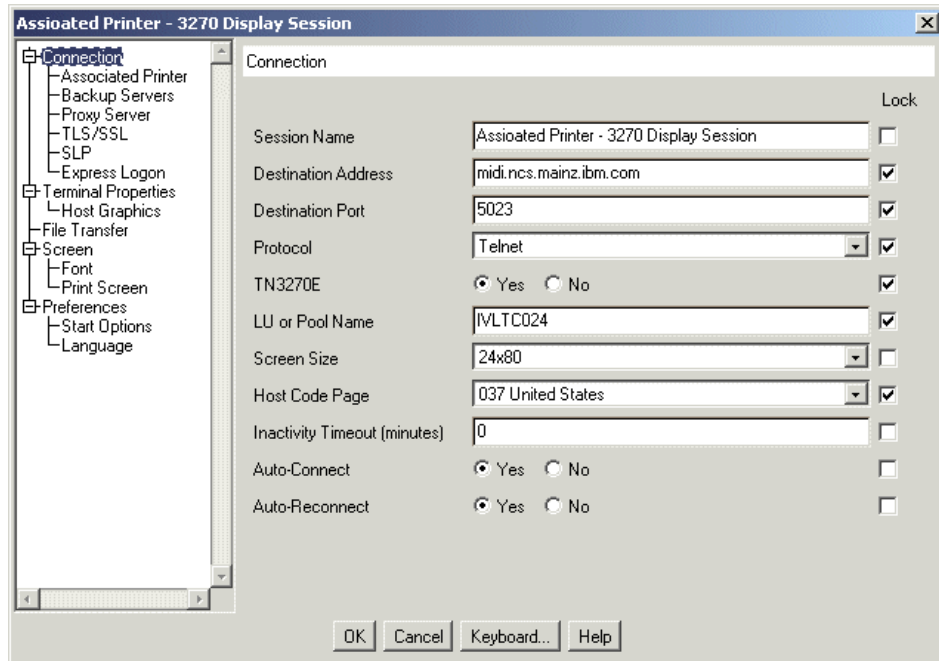 Assioated Printer - 3270 Display Session
Connection
Associated Printer
Backup Servers
Proxy Server
TLS/SSL
SLP
Express Logon
Terminal Properties
Host Graphics
File Transfer
Screen
Font
Print Screen
Preferences
Start Options
Language
Connection
Lock
Session Name Assioated Printer - 3270 Display Session
Destination Address midi.ncs.mainz.ibm.com
Destination Port 5023
Protocol Telnet
TN3270E Yes No
LU or Pool Name IVLTC024
Screen Size 24x80
Host Code Page 037 United States
Inactivity Timeout (minutes) 0
Auto-Connect Yes No
Auto-Reconnect Yes No
OK Cancel Keyboard... Help